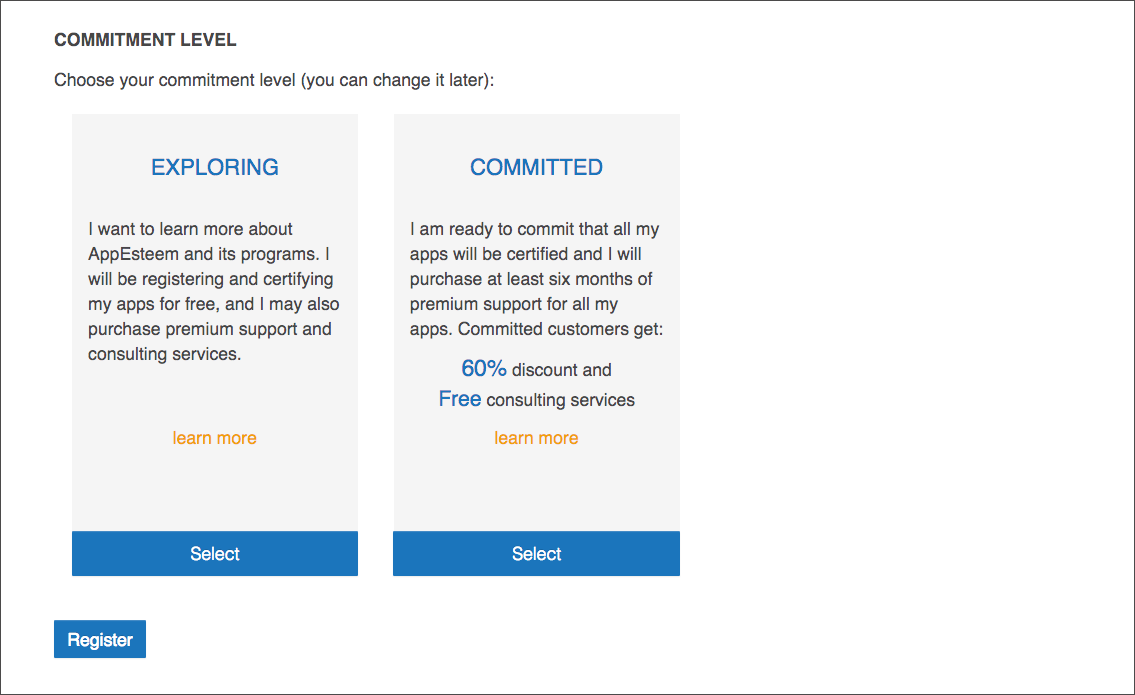 COMMITMENT LEVEL
Choose your commitment level (you can change it later):
EXPLORING
I want to learn more about
AppEsteem and its programs. I
will be registering and certifying
my apps for free, and I may also
purchase premium support and
consulting services.
learn more
Select
COMMITTED
I am ready to commit that all my
apps will be certified and I will
purchase at least six months of
premium support for all my
apps. Committed customers get:
60% discount and
Free consulting services
learn more
Select
Register